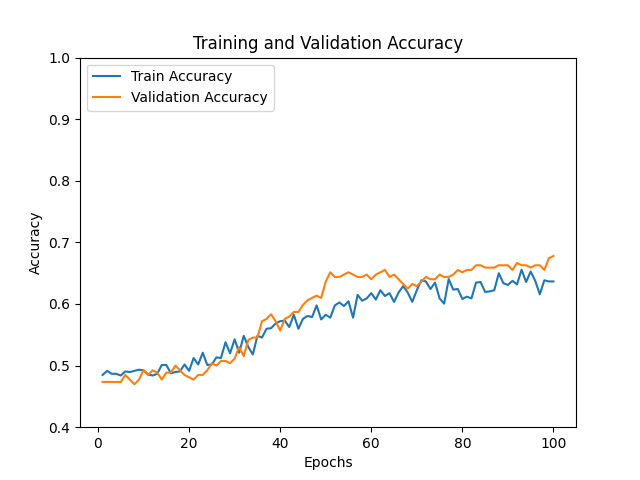 Training and Validation Accuracy
Train Accuracy
Validation Accuracy
1.0
0.9
0.8
0.7
0.6
0.5
0.4
Accuracy
0 20 40 60 80 100
Epochs